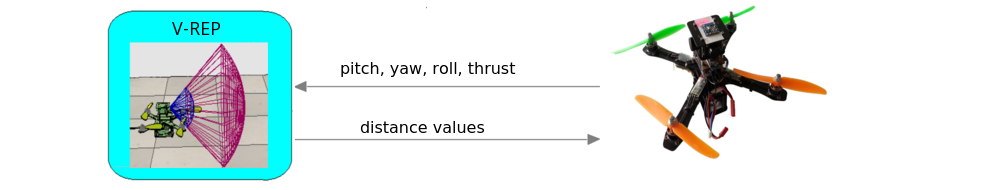 V-REP
pitch, yaw, roll, thrust
distance values